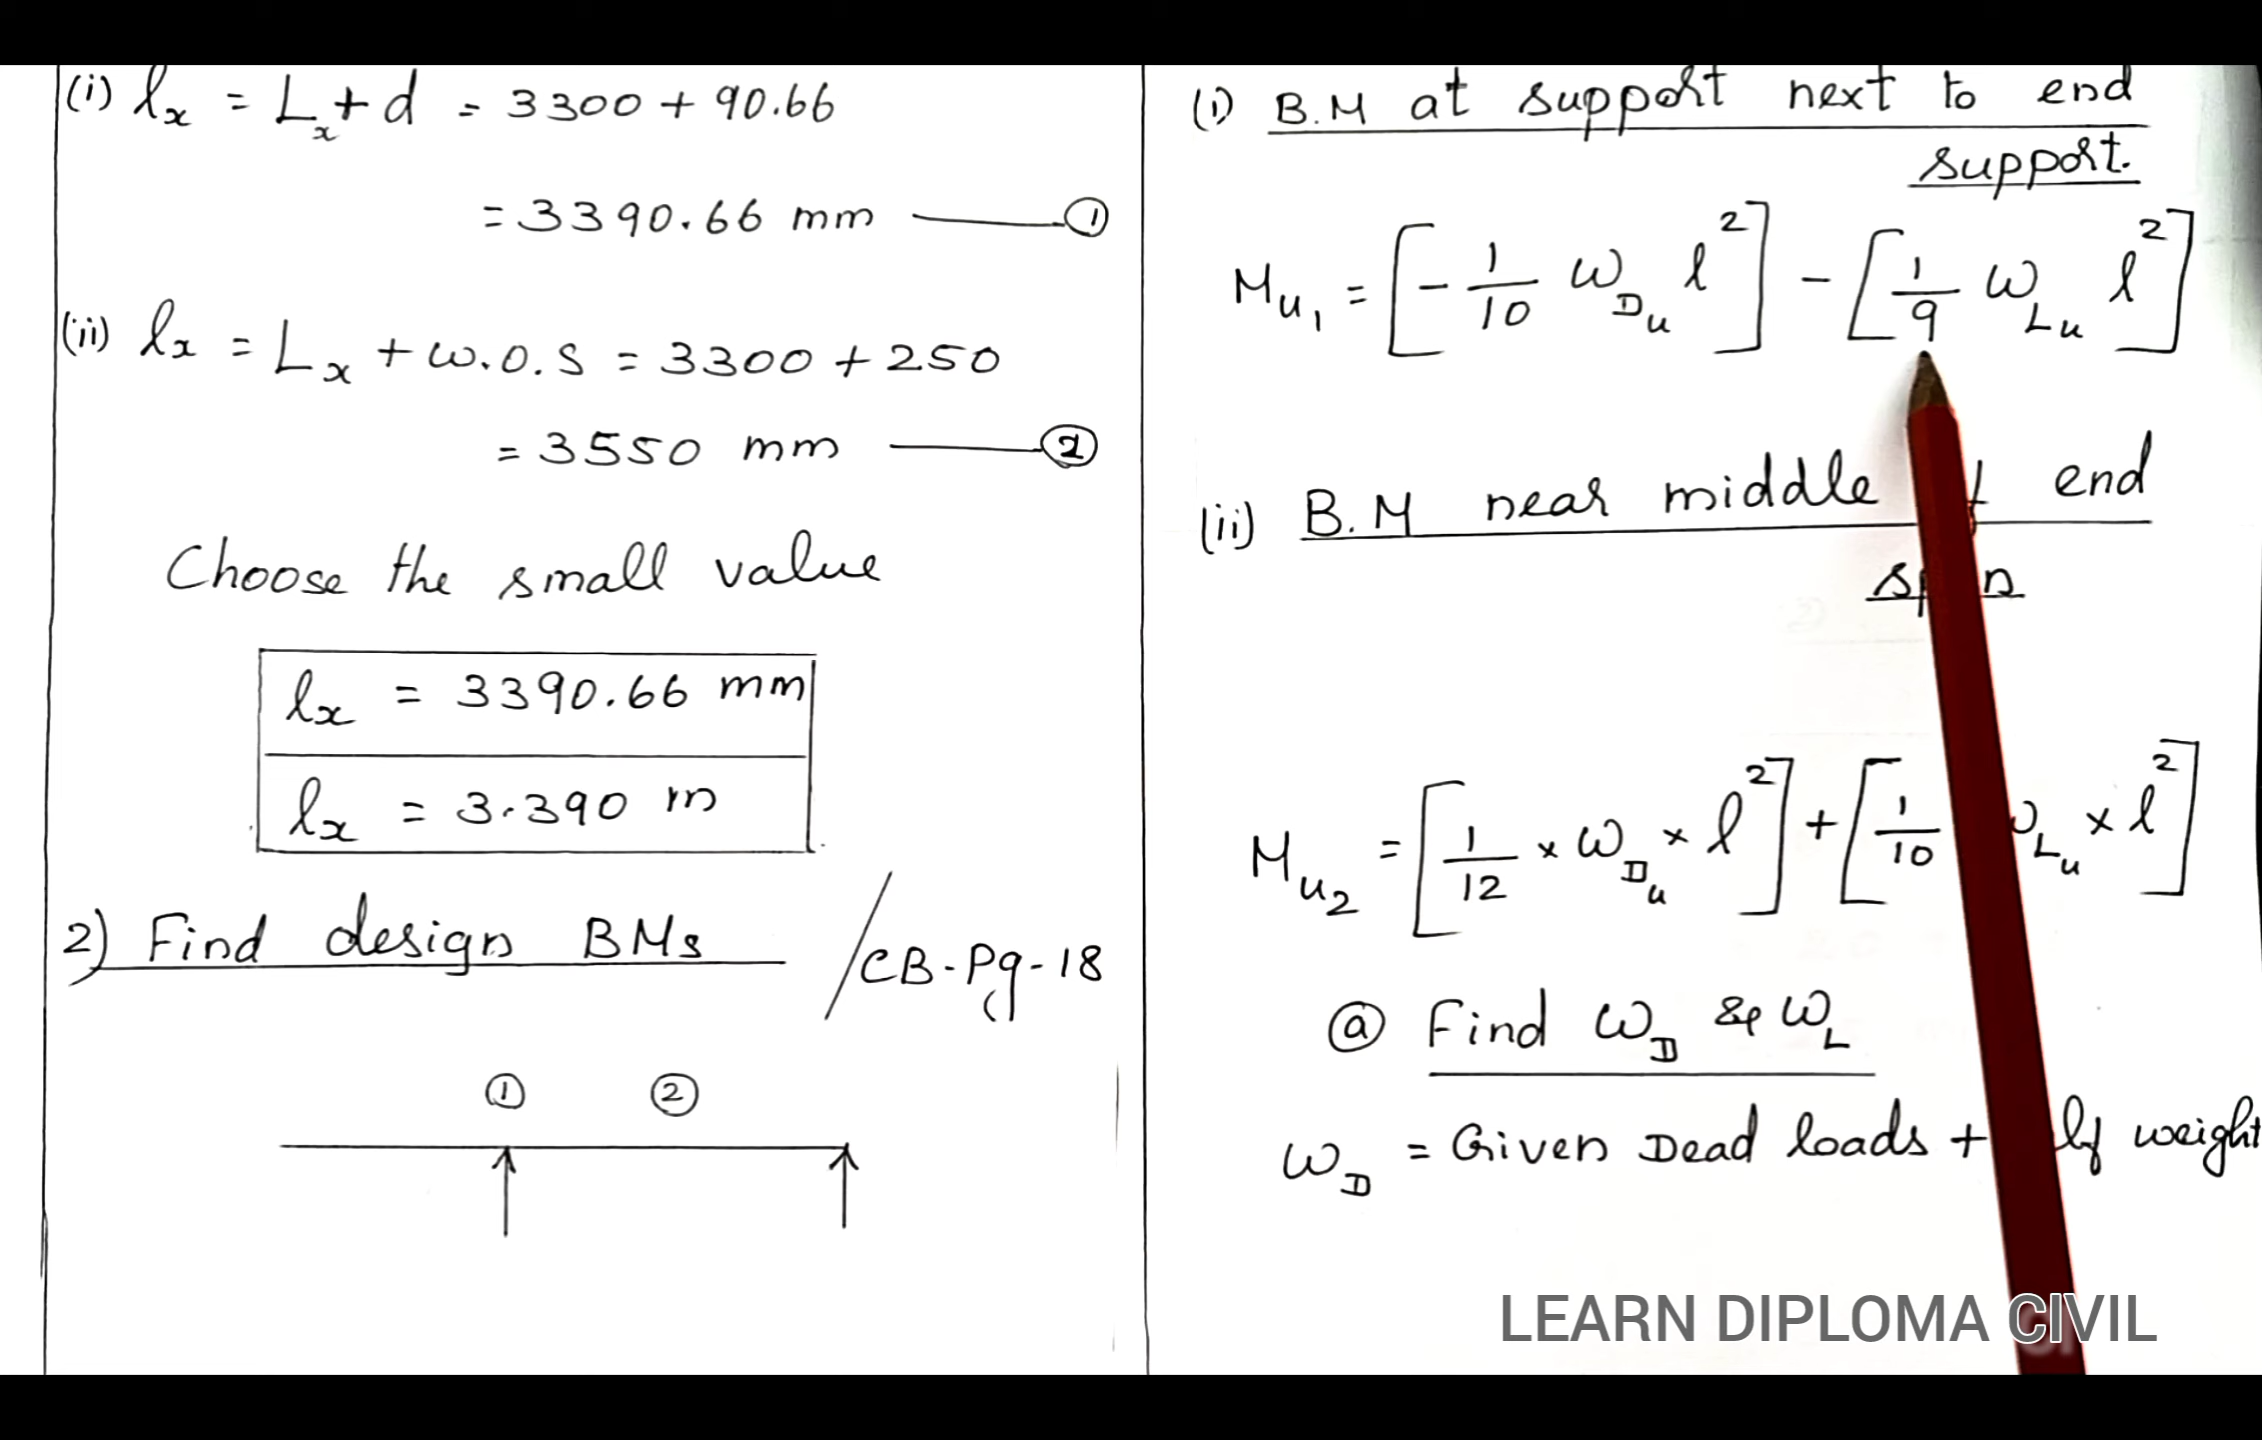 (i) lx = Lx + d = 3300 + 90.66
= 3390.66 mm ——— ①
(ii) lx = Lx + w.o.s = 3300 + 250
= 3550 mm ——— ②
Choose the small value
lx = 3390.66 mm
lx = 3.390 m
2) Find design BMs / CB-Pg-18
① ②
(i) B.M at support next to end
support.
Mu1 = [-1/10 wDu l²] - [1/9 wLu l²]
(ii) B.M near middle end
Mu2 = [1/12 × wDu × l²] + [1/10 wLu × l²]
ⓐ Find wD & wL
wD = Given Dead loads + weight
LEARN DIPLOMA CIVIL